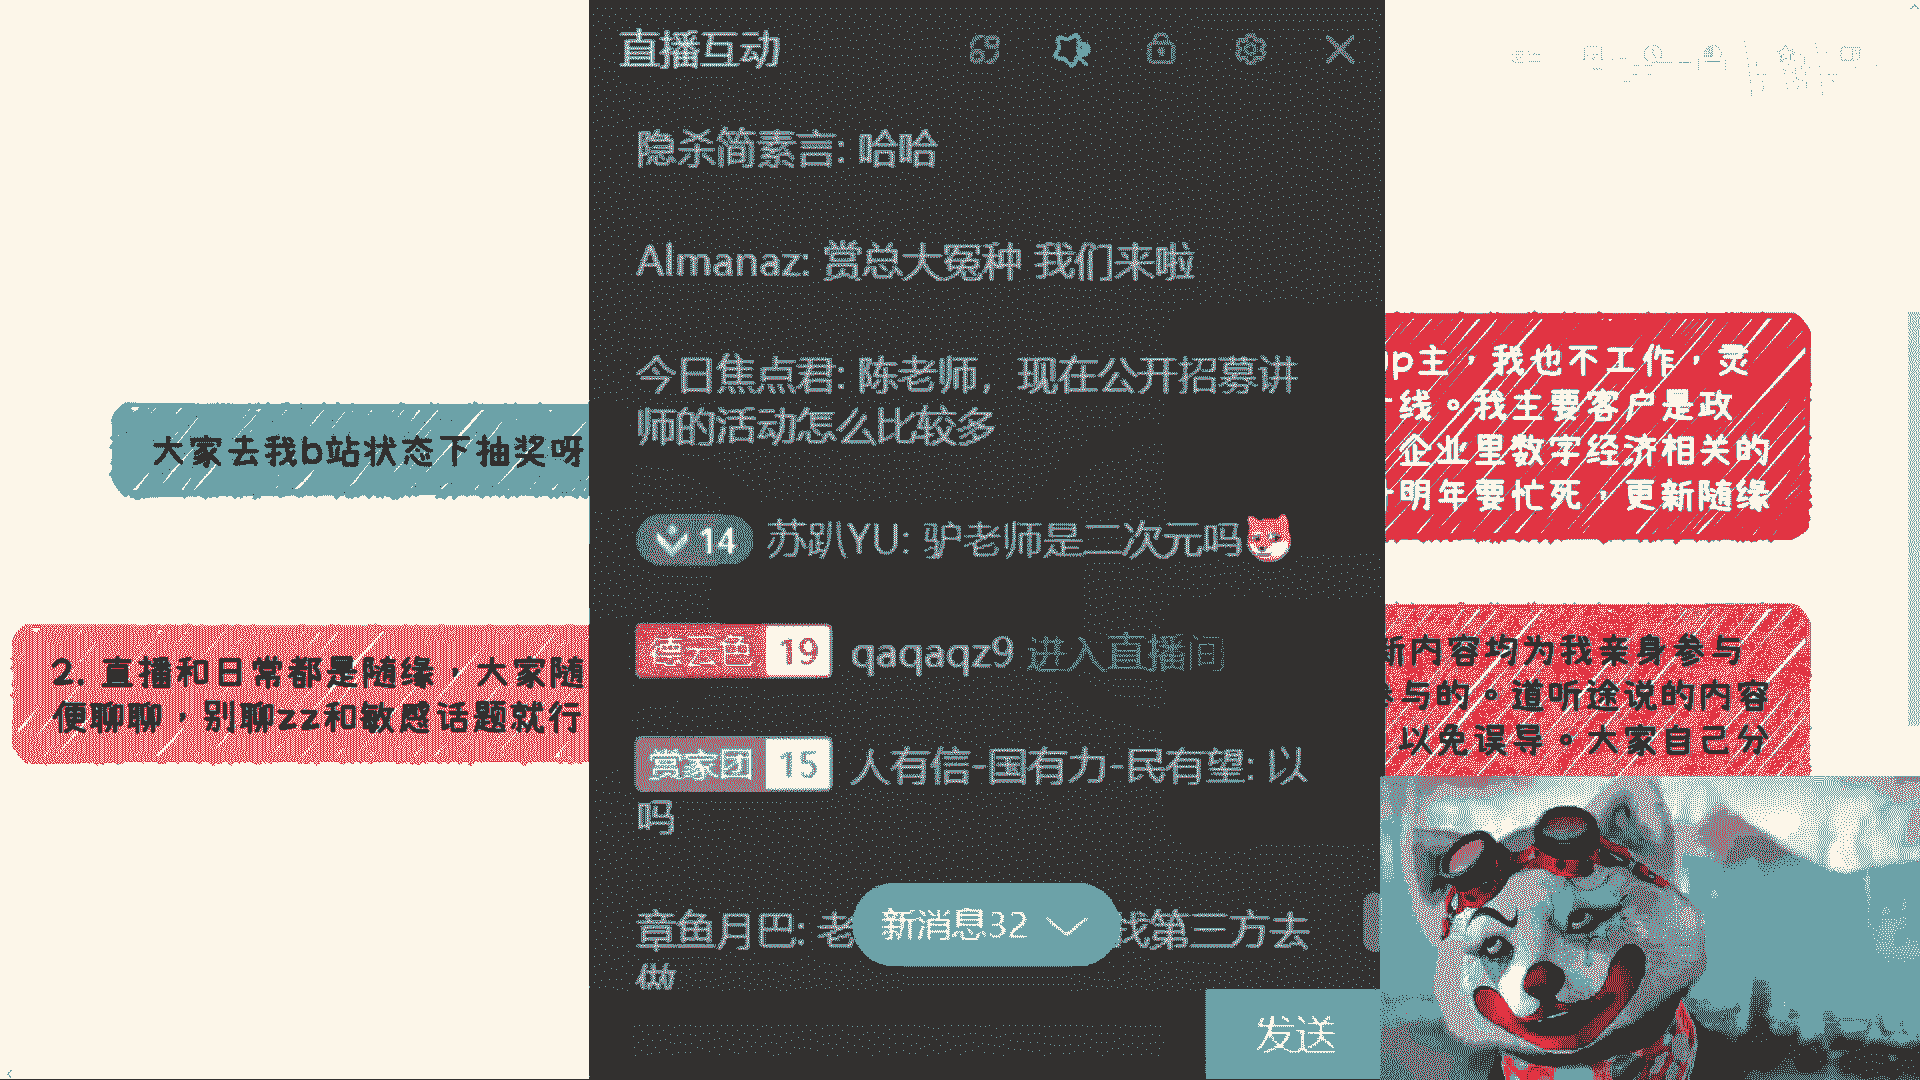 直播互动
隐杀简素言: 哈哈
Almanaz: 赏总大冤种 我们来啦
今日焦点君: 陈老师，现在公开招募讲
师的活动怎么比较多
14 苏趴YU: 驴老师是二次元吗
德云色 19 qaqaqz9 进入直播间
赏家团 15 人有信-国有力-民有望: 以
吗
章鱼月巴: 老
新消息32
找第三方去
做
发送
大家去我b站状态下抽奖呀
2. 直播和日常都是随缘，大家随
便聊聊，别聊zz和敏感话题就行
up主，我也不工作，灵
线。我主要客户是政
企业里数字经济相关的
明年要忙死，更新随缘
新内容均为我亲身参与
参与的。道听途说的内容
以免误导。大家自己分